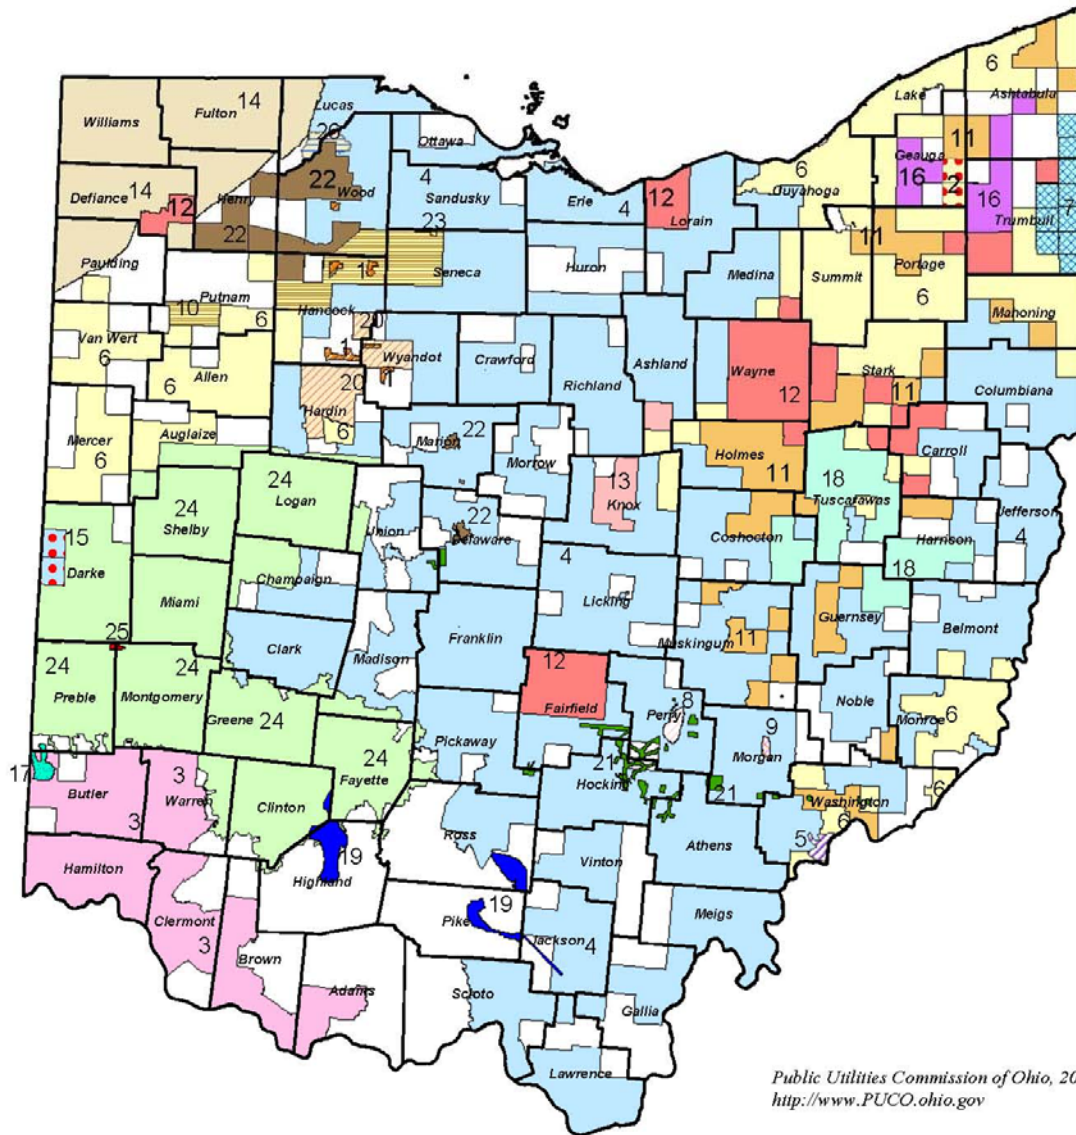 6
Ashtabula
Lake
14
Lucas
Fulton
Williams
11
Geauga
26
Ottawa
6
Cuyahoga
16
2
22
Wood
4
Sandusky
Erie
4
12
Lorain
16
Trumbull
7
Defiance
14
12
Henry
22
23
11
Portage
Paulding
Seneca
Huron
Medina
Summit
6
Putnam
1
Hancock
10
6
20
Mahoning
Van Wert
6
Allen
6
1
Wyandot
Crawford
Ashland
Wayne
12
Stark
11
Columbiana
Richland
20
1
Hardin
6
Mercer
6
Auglaize
Marion
22
Morrow
Holmes
11
Carroll
24
Logan
24
Shelby
13
Knox
18
Tuscarawas
Jefferson
4
Union
22
Delaware
Coshocton
Harrison
18
15
Darke
Champaign
4
Licking
Miami
Guernsey
Belmont
25
Clark
Franklin
Muskingum
11
Madison
24
Preble
24
Montgomery
12
Fairfield
Noble
Greene
24
8
Perry
Monroe
6
Pickaway
9
Morgan
24
Fayette
17
3
Warren
Butler
3
Clinton
21
Hocking
21
Washington
6
6
5
Ross
Athens
Hamilton
19
Highland
Vinton
Clermont
3
Pike
19
Jackson
4
Meigs
Brown
Adams
Scioto
Gallia
Lawrence
Public Utilities Commission of Ohio, 20
http://www.PUCO.ohio.gov